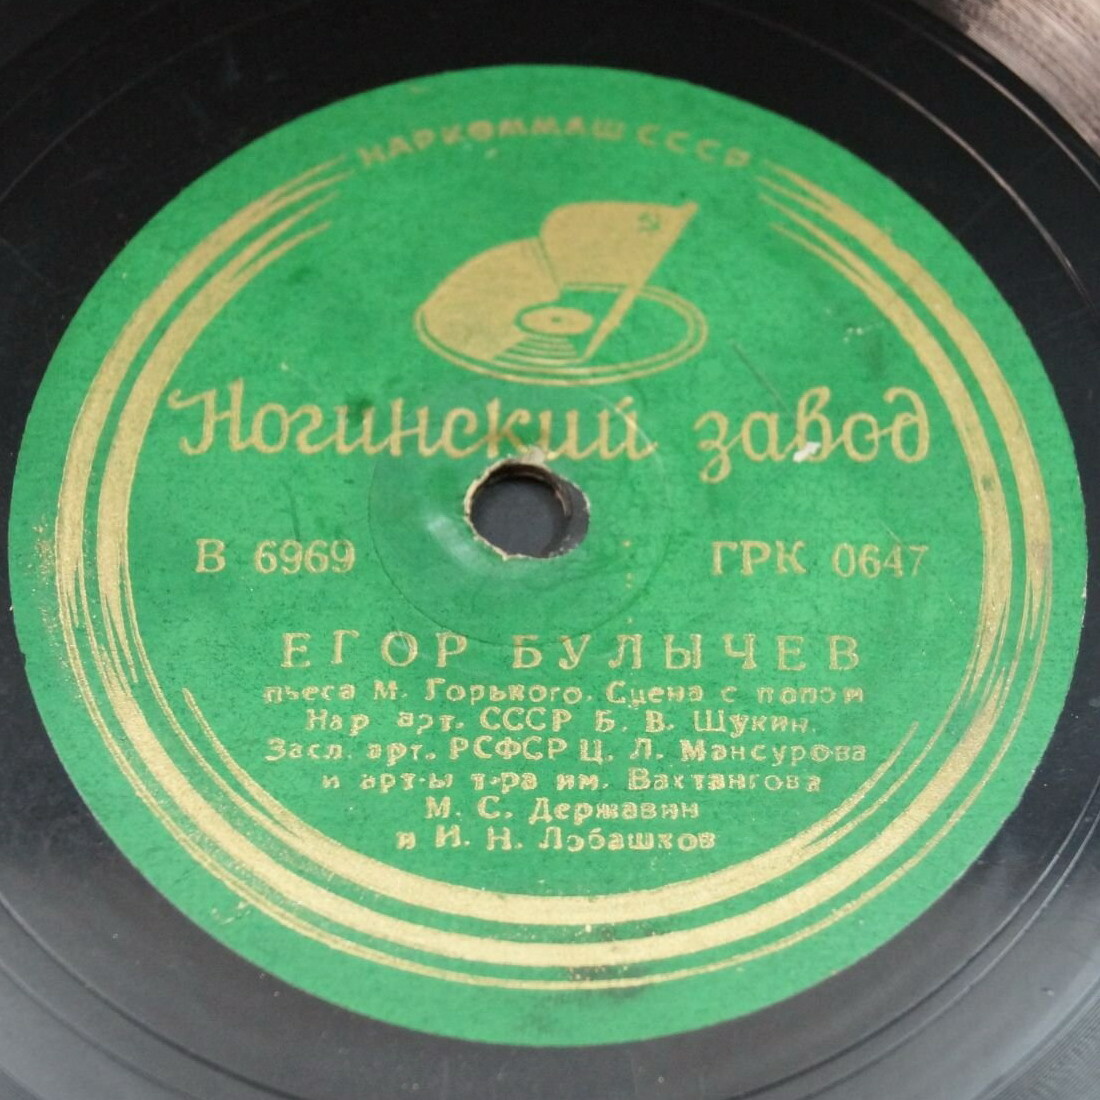 НАРКОММАШ СССР
Ногинский завод
В 6969 ГРК 0647
ЕГОР БУЛЫЧЕВ
пьеса М. Горького. Сцена с попом
Нар арт. СССР Б. В. Щукин.
Засл. арт. РСФСР Ц. Л. Мансурова
и арт-ы т-ра им. Вахтангова
М. С. Державин
и И. Н. Лобашков